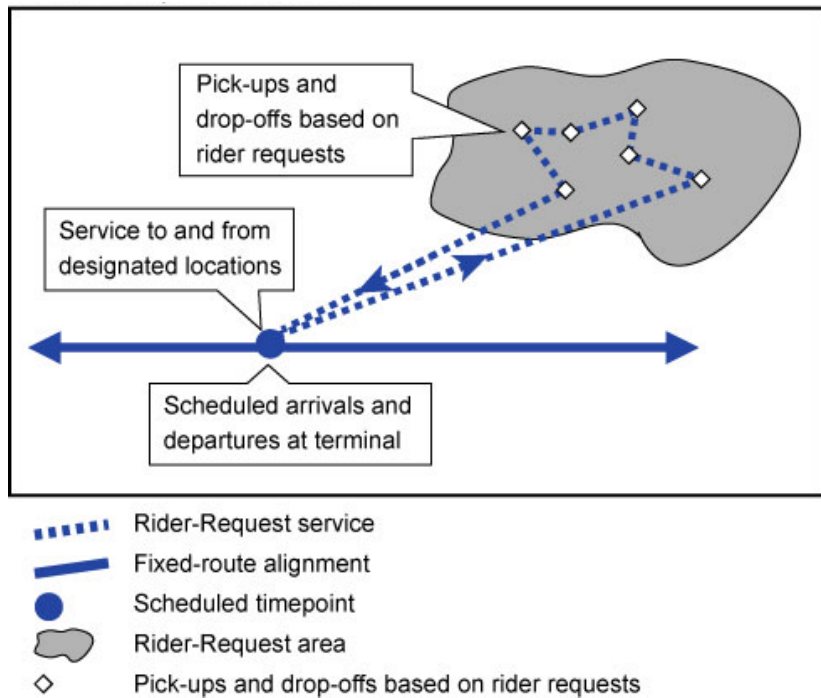 Pick-ups and
drop-offs based on
rider requests
Service to and from
designated locations
Scheduled arrivals and
departures at terminal
Rider-Request service
Fixed-route alignment
Scheduled timepoint
Rider-Request area
Pick-ups and drop-offs based on rider requests